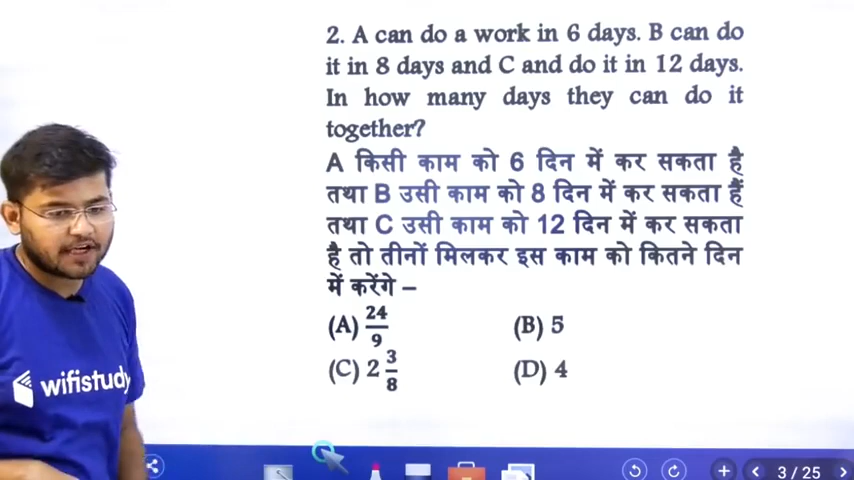 2. A can do a work in 6 days. B can do
it in 8 days and C and do it in 12 days.
In how many days they can do it
together?
A किसी काम को 6 दिन में कर सकता है
तथा B उसी काम को 8 दिन में कर सकता हैं
तथा C उसी काम को 12 दिन में कर सकता
है तो तीनों मिलकर इस काम को कितने दिन
में करेंगे –
(A) 24/9 (B) 5
(C) 2 3/8 (D) 4
wifistudy
3 / 25